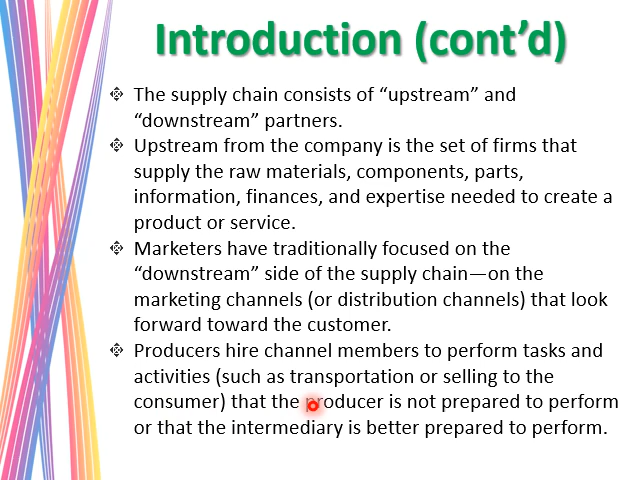 Introduction (cont’d)
The supply chain consists of “upstream” and
“downstream” partners.
Upstream from the company is the set of firms that
supply the raw materials, components, parts,
information, finances, and expertise needed to create a
product or service.
Marketers have traditionally focused on the
“downstream” side of the supply chain—on the
marketing channels (or distribution channels) that look
forward toward the customer.
Producers hire channel members to perform tasks and
activities (such as transportation or selling to the
consumer) that the producer is not prepared to perform
or that the intermediary is better prepared to perform.